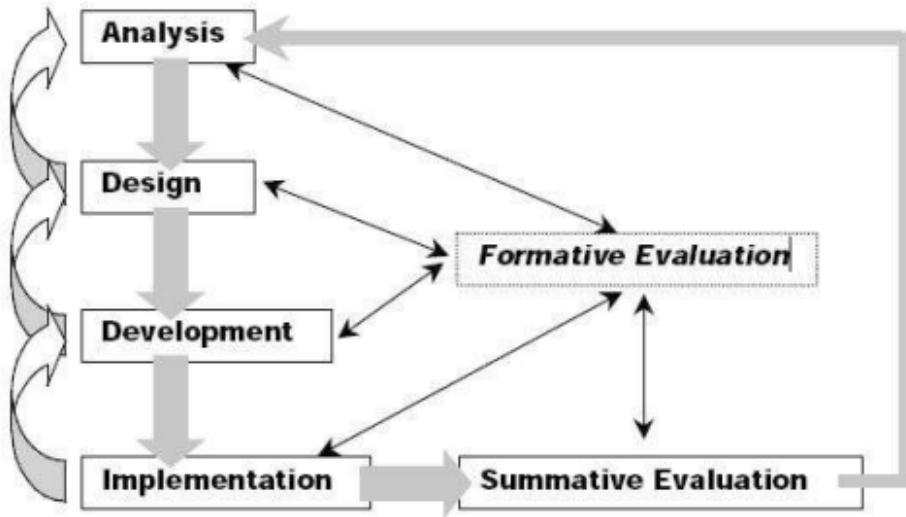 Analysis
Design
Formative Evaluation
Development
Implementation
Summative Evaluation